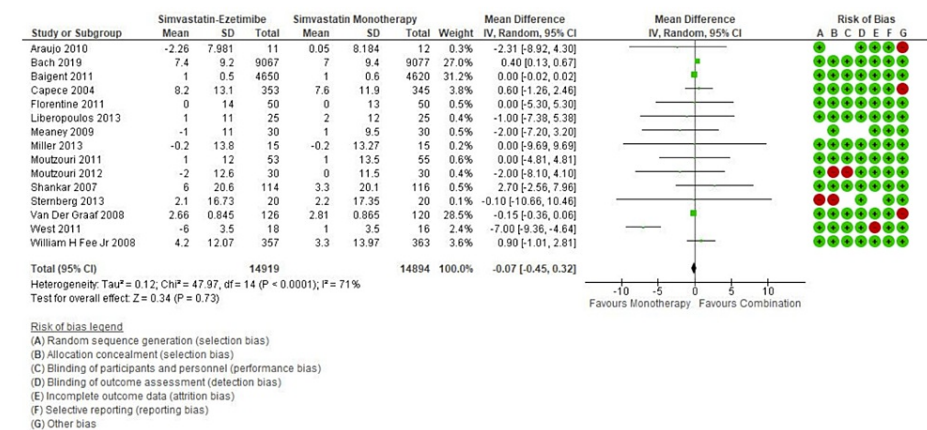 Simvastatin-Ezetimibe Simvastatin Monotherapy Mean Difference Mean Difference Risk of Bias
Study or Subgroup Mean SD Total Mean SD Total Weight IV, Random, 95% CI IV, Random, 95% CI A B C D E F G
Araujo 2010 -2.26 7.981 11 0.05 8.184 12 0.3% -2.31 [-8.92, 4.30]
Bach 2019 7.4 9.2 9067 7 9.4 9077 27.0% 0.40 [0.13, 0.67]
Baigent 2011 1 0.5 4650 1 0.6 4620 31.2% 0.00 [-0.02, 0.02]
Capece 2004 8.2 13.1 353 7.6 11.9 345 3.8% 0.60 [-1.26, 2.46]
Florentine 2011 0 14 50 0 13 50 0.5% 0.00 [-5.30, 5.30]
Liberopoulos 2013 1 11 25 2 12 25 0.4% -1.00 [-7.38, 5.38]
Meaney 2009 -1 11 30 1 9.5 30 0.6% -2.00 [-7.20, 3.20]
Miller 2013 -0.2 13.8 15 -0.2 13.27 15 0.2% 0.00 [-9.69, 9.69]
Moutzouri 2011 1 12 53 1 13.5 55 0.7% 0.00 [-4.81, 4.81]
Moutzouri 2012 -2 12.6 30 0 11.5 30 0.4% -2.00 [-8.10, 4.10]
Shankar 2007 6 20.6 114 3.3 20.1 116 0.5% 2.70 [-2.56, 7.96]
Sternberg 2013 2.1 16.73 20 2.2 17.35 20 0.1% -0.10 [-10.66, 10.46]
Van Der Graaf 2008 2.66 0.845 126 2.81 0.865 120 28.5% -0.15 [-0.36, 0.06]
West 2011 -6 3.5 18 1 3.5 16 2.5% -7.00 [-9.36, -4.64]
William H Fee Jr 2008 4.2 12.07 357 3.3 13.97 363 3.6% 0.90 [-1.01, 2.81]
Total (95% CI) 14919 14894 100.0% -0.07 [-0.45, 0.32]
Heterogeneity: Tau² = 0.12; Chi² = 47.97, df = 14 (P < 0.0001); I² = 71%
Test for overall effect: Z = 0.34 (P = 0.73)
-10 -5 0 5 10
Favours Monotherapy Favours Combination
Risk of bias legend
(A) Random sequence generation (selection bias)
(B) Allocation concealment (selection bias)
(C) Blinding of participants and personnel (performance bias)
(D) Blinding of outcome assessment (detection bias)
(E) Incomplete outcome data (attrition bias)
(F) Selective reporting (reporting bias)
(G) Other bias